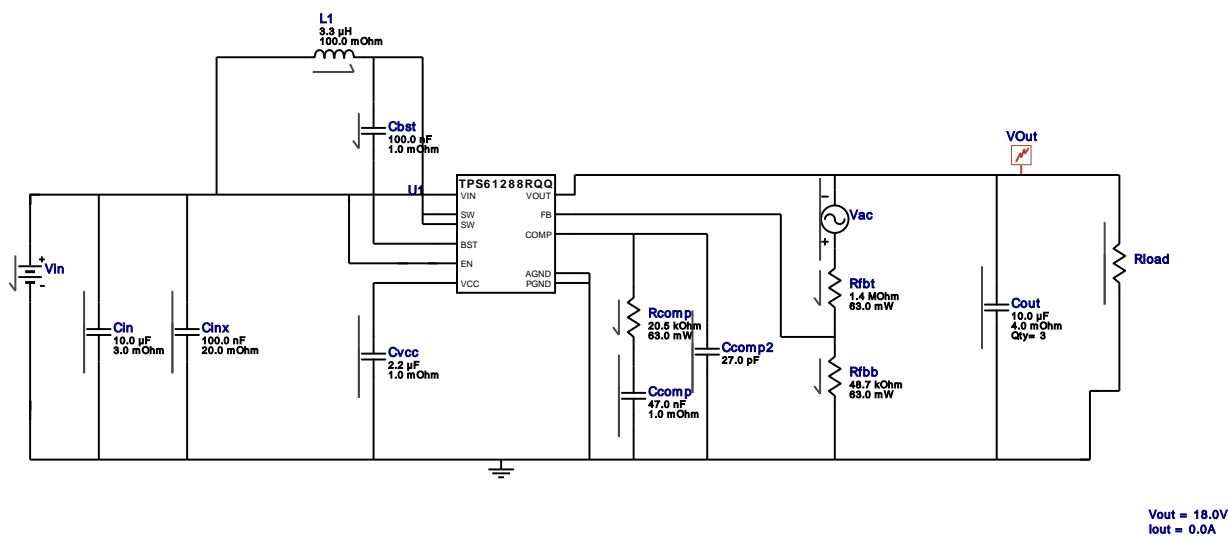 L1
3.3 µH
100.0 mOhm
Cbst
100.0 nF
1.0 mOhm
VOut
U1
TPS61288RQQ
VIN
VOUT
SW
FB
SW
COMP
BST
EN
AGND
VCC
PGND
-
Vac
+
+
Vin
-
Rload
Rfbt
1.4 MOhm
63.0 mW
Cout
10.0 µF
4.0 mOhm
Qty= 3
Rcomp
20.5 kOhm
63.0 mW
Cin
10.0 µF
3.0 mOhm
Cinx
100.0 nF
20.0 mOhm
Cvcc
2.2 µF
1.0 mOhm
Ccomp2
27.0 pF
Rfbb
48.7 kOhm
63.0 mW
Ccomp
47.0 nF
1.0 mOhm
Vout = 18.0V
Iout = 0.0A